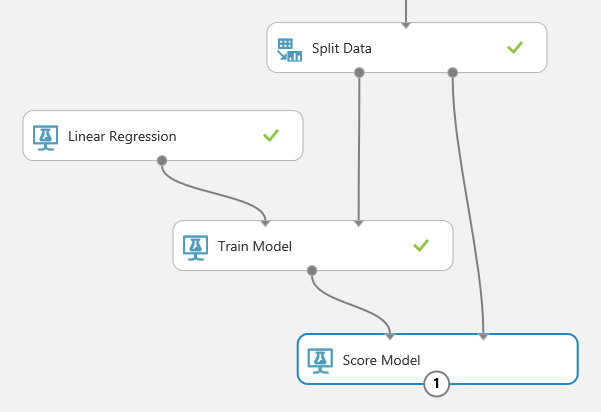 Split Data
Linear Regression
Train Model
Score Model
1